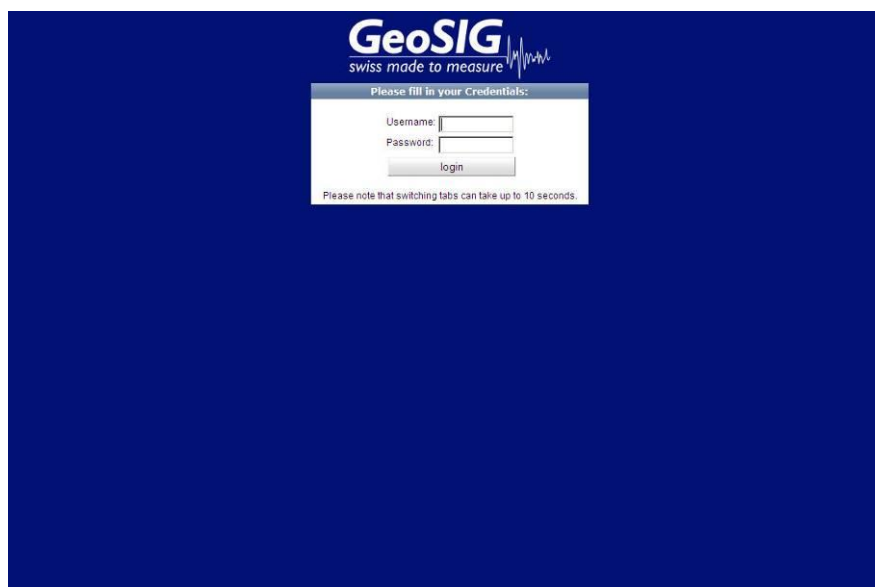 GeoSIG
swiss made to measure
Please fill in your Credentials:
Username:
Password:
login
Please note that switching tabs can take up to 10 seconds.